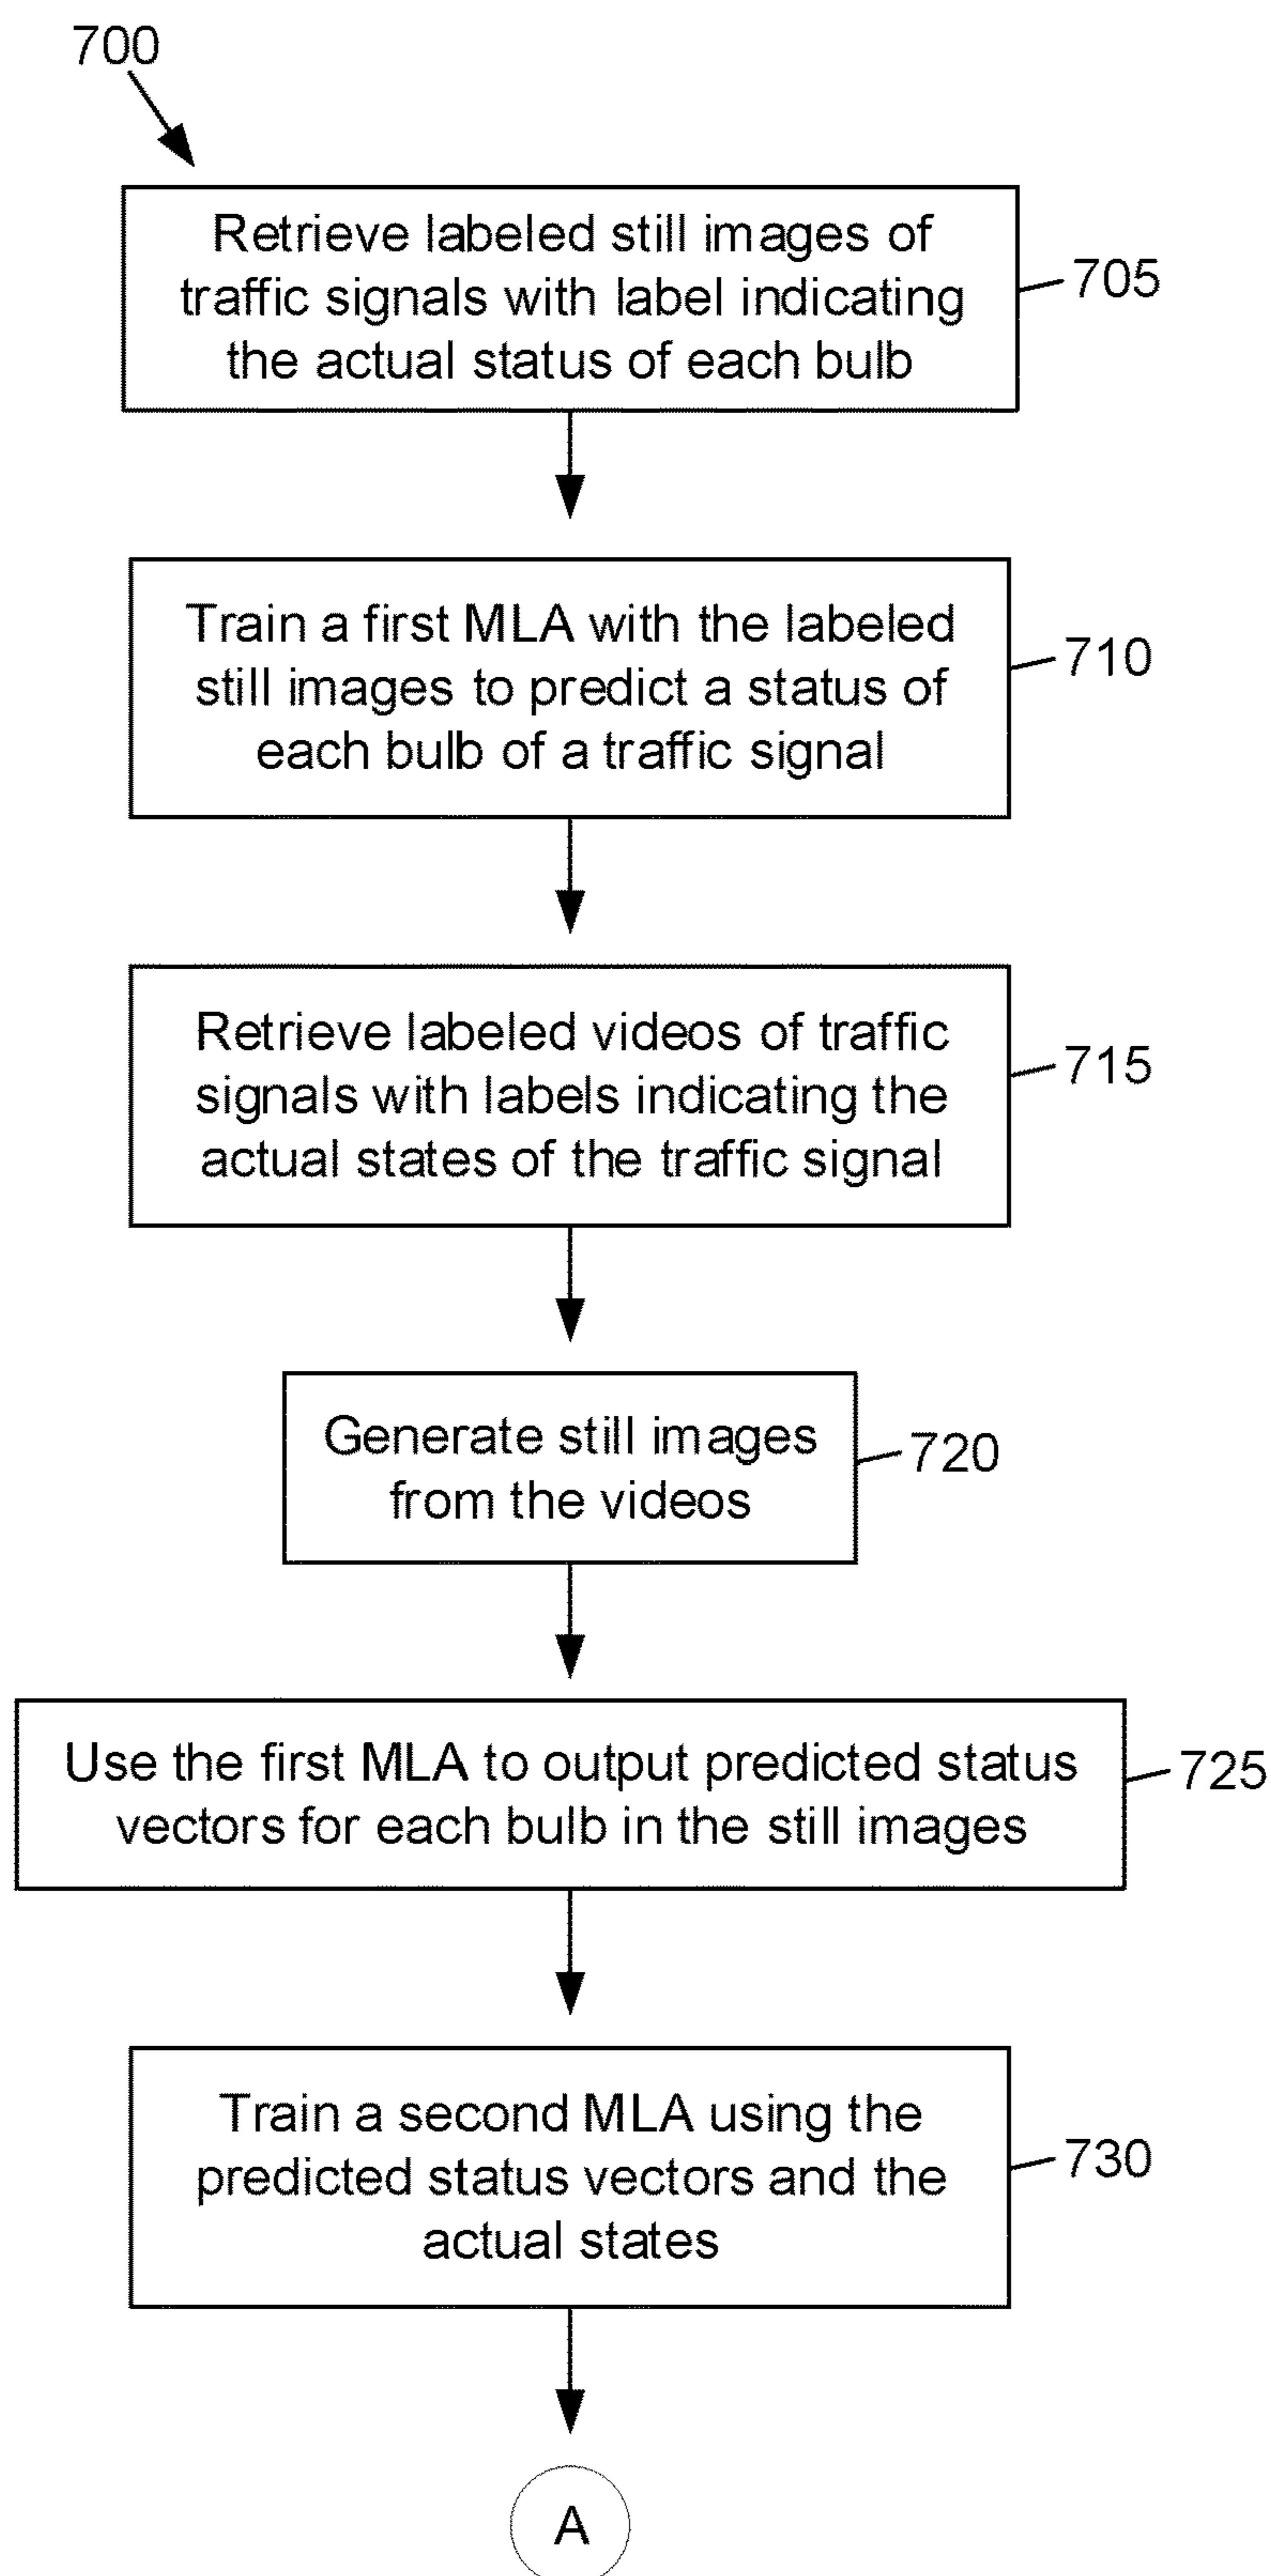 700
Retrieve labeled still images of
traffic signals with label indicating
the actual status of each bulb
705
Train a first MLA with the labeled
still images to predict a status of
each bulb of a traffic signal
710
Retrieve labeled videos of traffic
signals with labels indicating the
actual states of the traffic signal
715
Generate still images
from the videos
720
Use the first MLA to output predicted status
vectors for each bulb in the still images
725
Train a second MLA using the
predicted status vectors and the
actual states
730
A